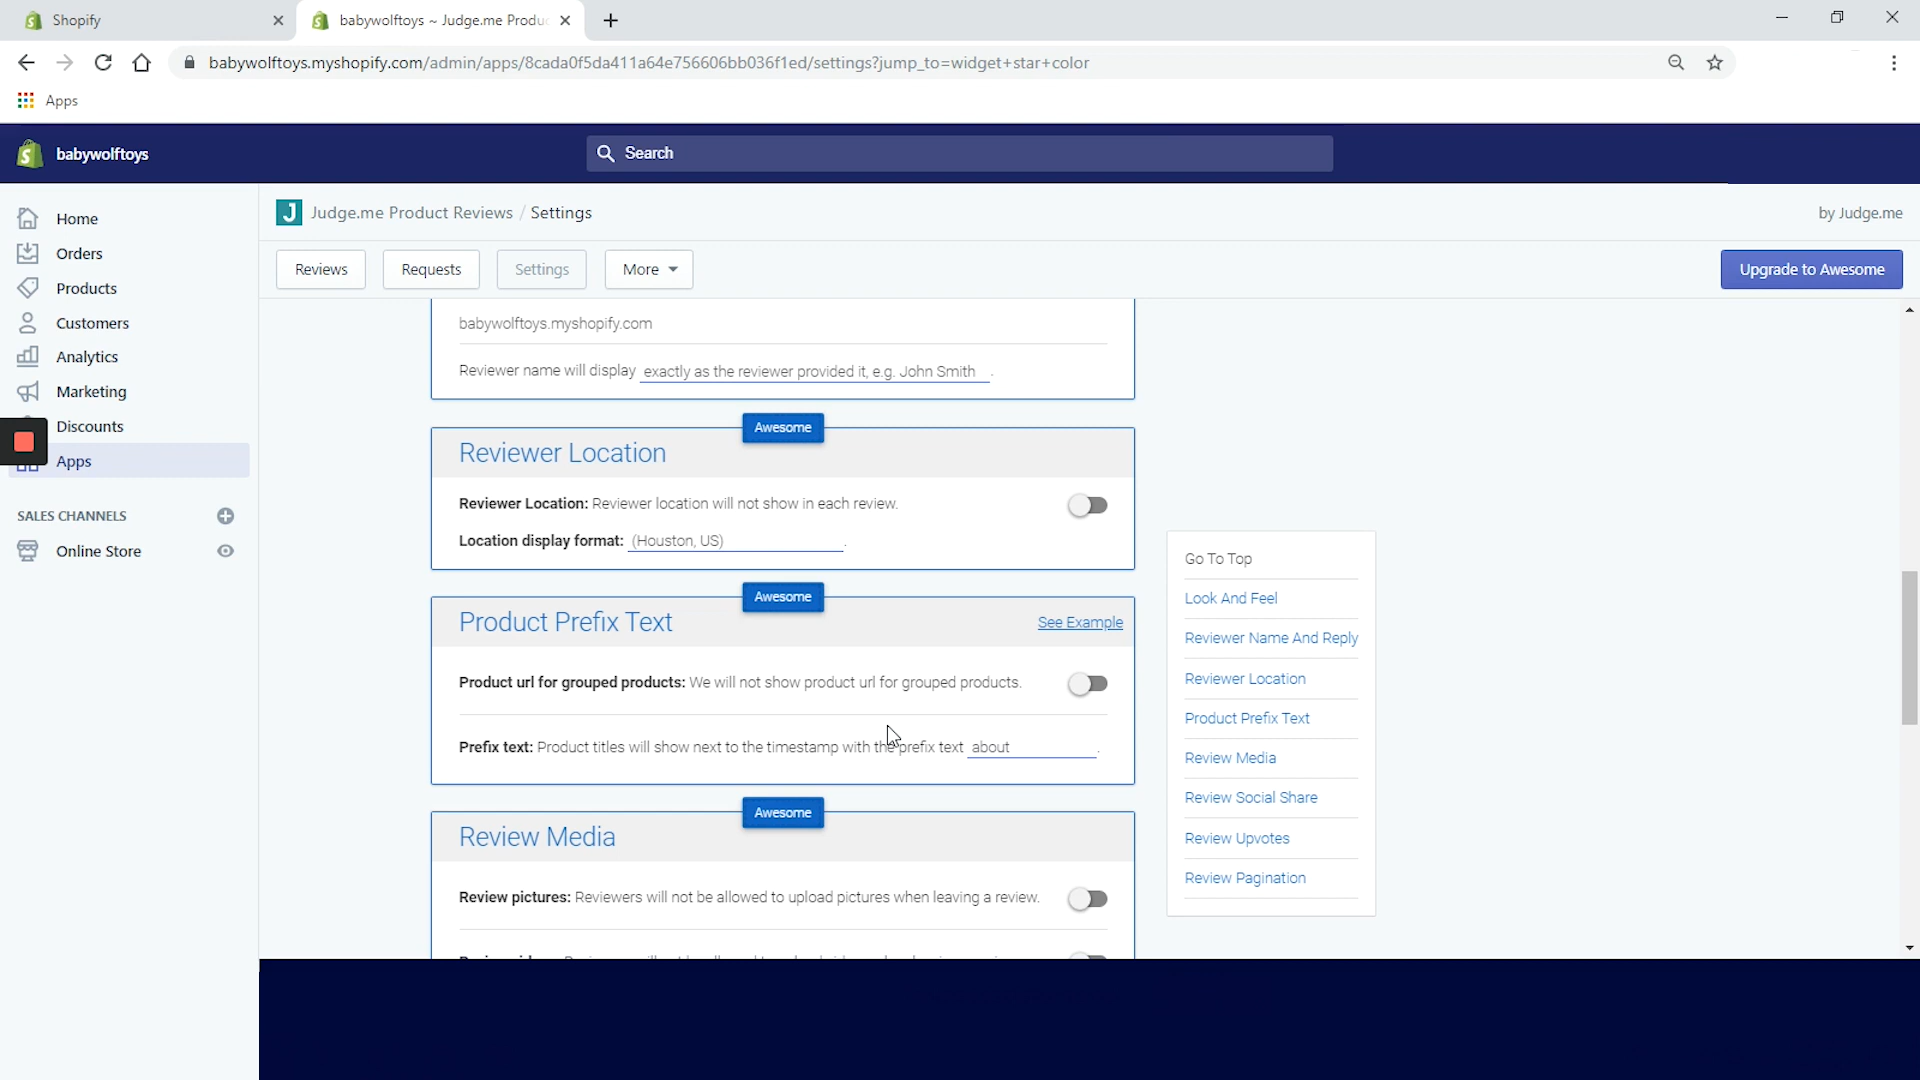 Shopify
babywolftoys ~ Judge.me Produc
babywolftoys.myshopify.com/admin/apps/8cada0f5da411a64e756606bb036f1ed/settings?jump_to=widget+star+color
Apps
babywolftoys
Search
Home
Orders
Products
Customers
Analytics
Marketing
Discounts
Apps
SALES CHANNELS
Online Store
J Judge.me Product Reviews / Settings
by Judge.me
Reviews
Requests
Settings
More
Upgrade to Awesome
babywolftoys.myshopify.com
Reviewer name will display exactly as the reviewer provided it, e.g. John Smith .
Awesome
Reviewer Location
Reviewer Location: Reviewer location will not show in each review.
Location display format: (Houston, US) .
Awesome
Product Prefix Text
See Example
Product url for grouped products: We will not show product url for grouped products.
Prefix text: Product titles will show next to the timestamp with the prefix text about .
Awesome
Review Media
Review pictures: Reviewers will not be allowed to upload pictures when leaving a review.
Go To Top
Look And Feel
Reviewer Name And Reply
Reviewer Location
Product Prefix Text
Review Media
Review Social Share
Review Upvotes
Review Pagination